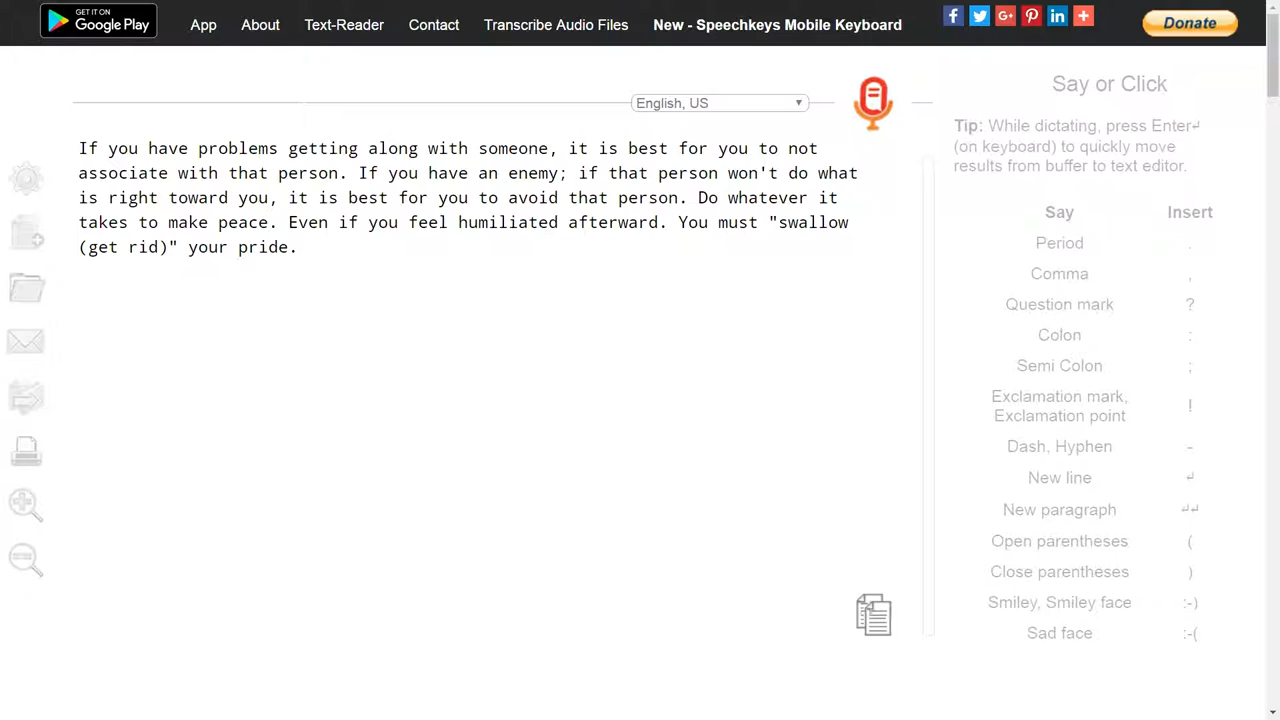 GET IT ON
Google Play
App
About
Text-Reader
Contact
Transcribe Audio Files
New - Speechkeys Mobile Keyboard
Donate
English, US
If you have problems getting along with someone, it is best for you to not
associate with that person. If you have an enemy; if that person won't do what
is right toward you, it is best for you to avoid that person. Do whatever it
takes to make peace. Even if you feel humiliated afterward. You must "swallow
(get rid)" your pride.
Say or Click
Tip: While dictating, press Enter↵
(on keyboard) to quickly move
results from buffer to text editor.
Say Insert
Period .
Comma ,
Question mark ?
Colon :
Semi Colon ;
Exclamation mark,
Exclamation point !
Dash, Hyphen -
New line ↵
New paragraph ↵↵
Open parentheses (
Close parentheses )
Smiley, Smiley face :-)
Sad face :-(